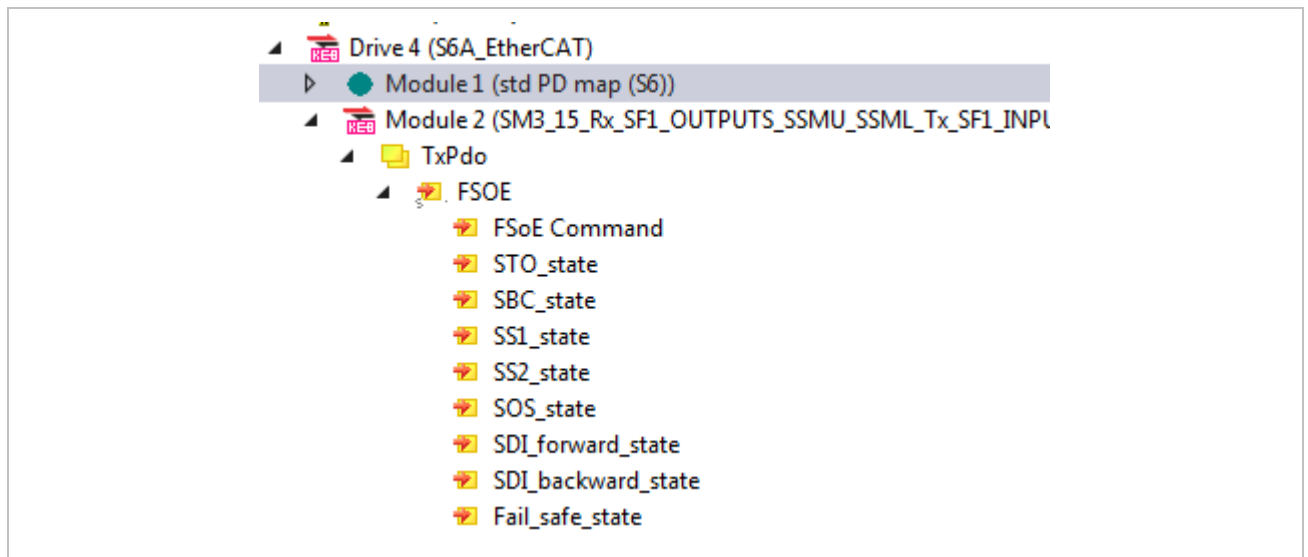 Drive 4 (S6A_EtherCAT)
Module 1 (std PD map (S6))
Module 2 (SM3_15_Rx_SF1_OUTPUTS_SSMU_SSML_Tx_SF1_INPU
TxPdo
FSOE
FSoE Command
STO_state
SBC_state
SS1_state
SS2_state
SOS_state
SDI_forward_state
SDI_backward_state
Fail_safe_state